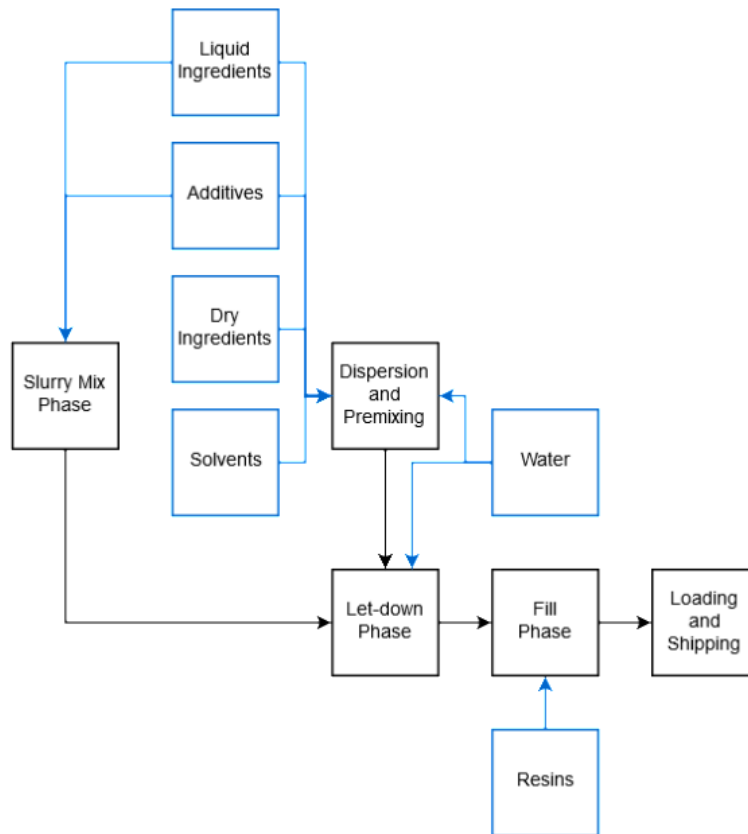 Liquid
Ingredients
Additives
Dry
Ingredients
Slurry Mix
Phase
Dispersion
and
Premixing
Solvents
Water
Let-down
Phase
Fill
Phase
Loading
and
Shipping
Resins